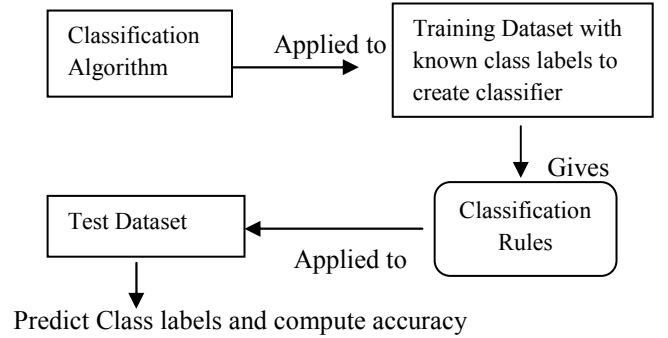 Classification
Algorithm
Applied to
Training Dataset with
known class labels to
create classifier
Gives
Classification
Rules
Applied to
Test Dataset
Predict Class labels and compute accuracy